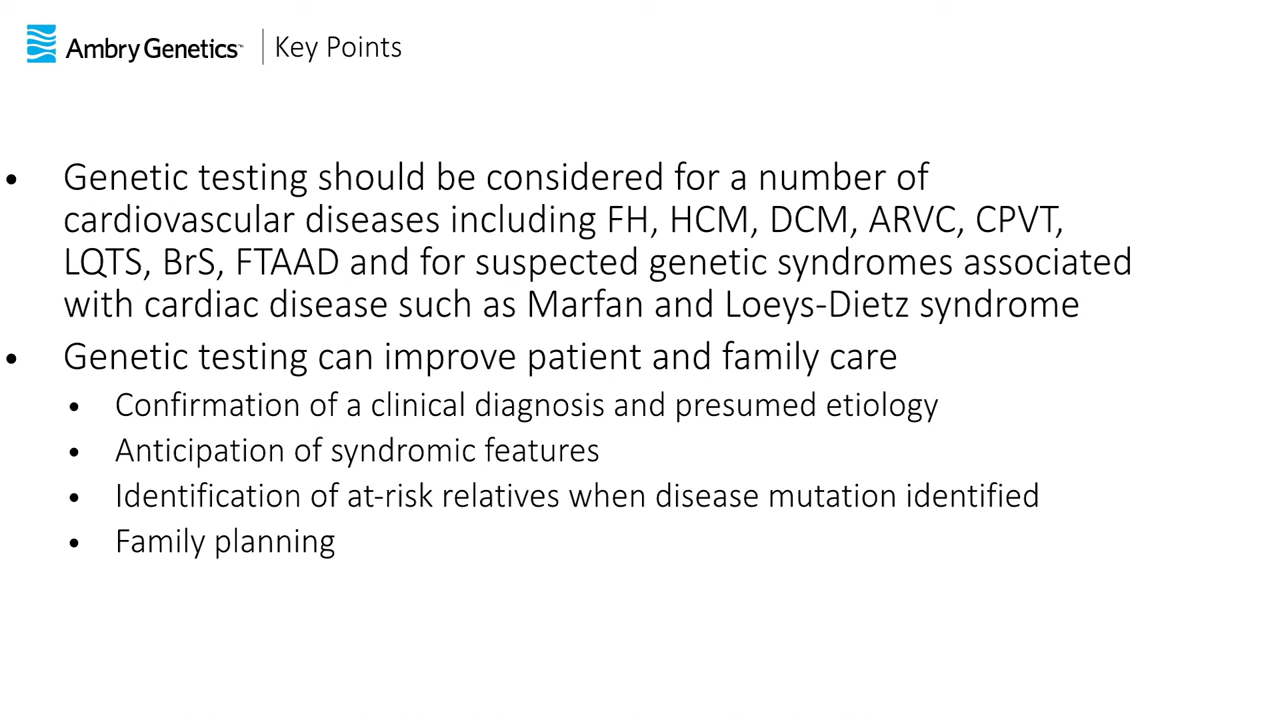 Ambry Genetics™ | Key Points
• Genetic testing should be considered for a number of
cardiovascular diseases including FH, HCM, DCM, ARVC, CPVT,
LQTS, BrS, FTAAD and for suspected genetic syndromes associated
with cardiac disease such as Marfan and Loeys-Dietz syndrome
• Genetic testing can improve patient and family care
• Confirmation of a clinical diagnosis and presumed etiology
• Anticipation of syndromic features
• Identification of at-risk relatives when disease mutation identified
• Family planning